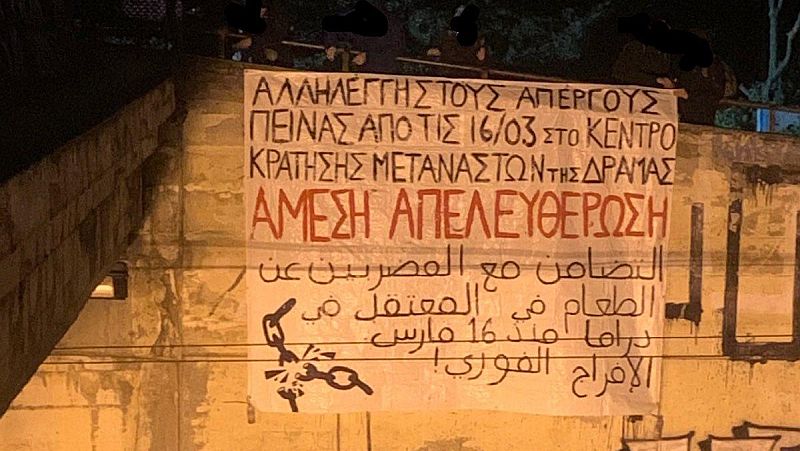 ΑΛΛΗΛΕΓΓΗ ΣΤΟΥΣ ΑΠΕΡΓΟΥΣ
ΠΕΙΝΑΣ ΑΠΟ ΤΙΣ 16/03 ΣΤΟ ΚΕΝΤΡΟ
ΚΡΑΤΗΣΗΣ ΜΕΤΑΝΑΣΤΩΝ ΤΗΣ ΔΡΑΜΑΣ
ΑΜΕΣΗ ΑΠΕΛΕΥΘΕΡΩΣΗ
التضامن مع المضربين عن
الطعام في المعتقل في
دراما منذ 16 مارس
الإفراج الفوري!